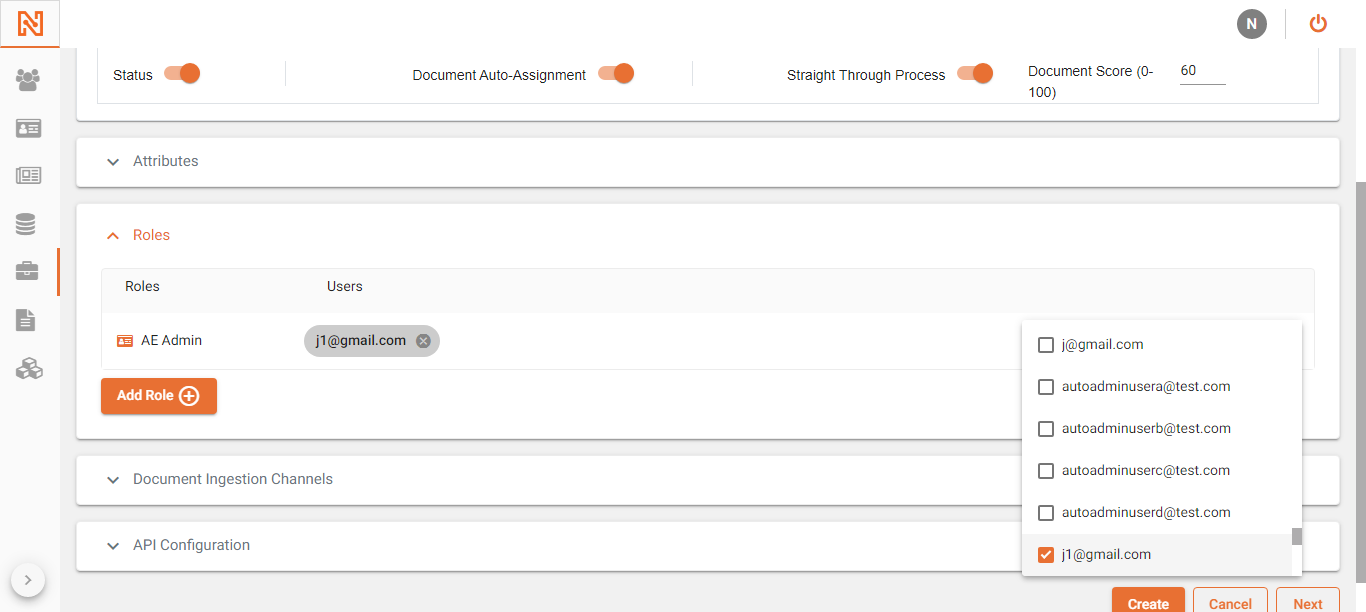 N
Status
Document Auto-Assignment
Straight Through Process
Document Score (0-
100)
60
Attributes
Roles
Roles Users
AE Admin j1@gmail.com
Add Role
j@gmail.com
autoadminusera@test.com
autoadminuserb@test.com
autoadminuserc@test.com
autoadminuserd@test.com
j1@gmail.com
Document Ingestion Channels
API Configuration
Create Cancel Next